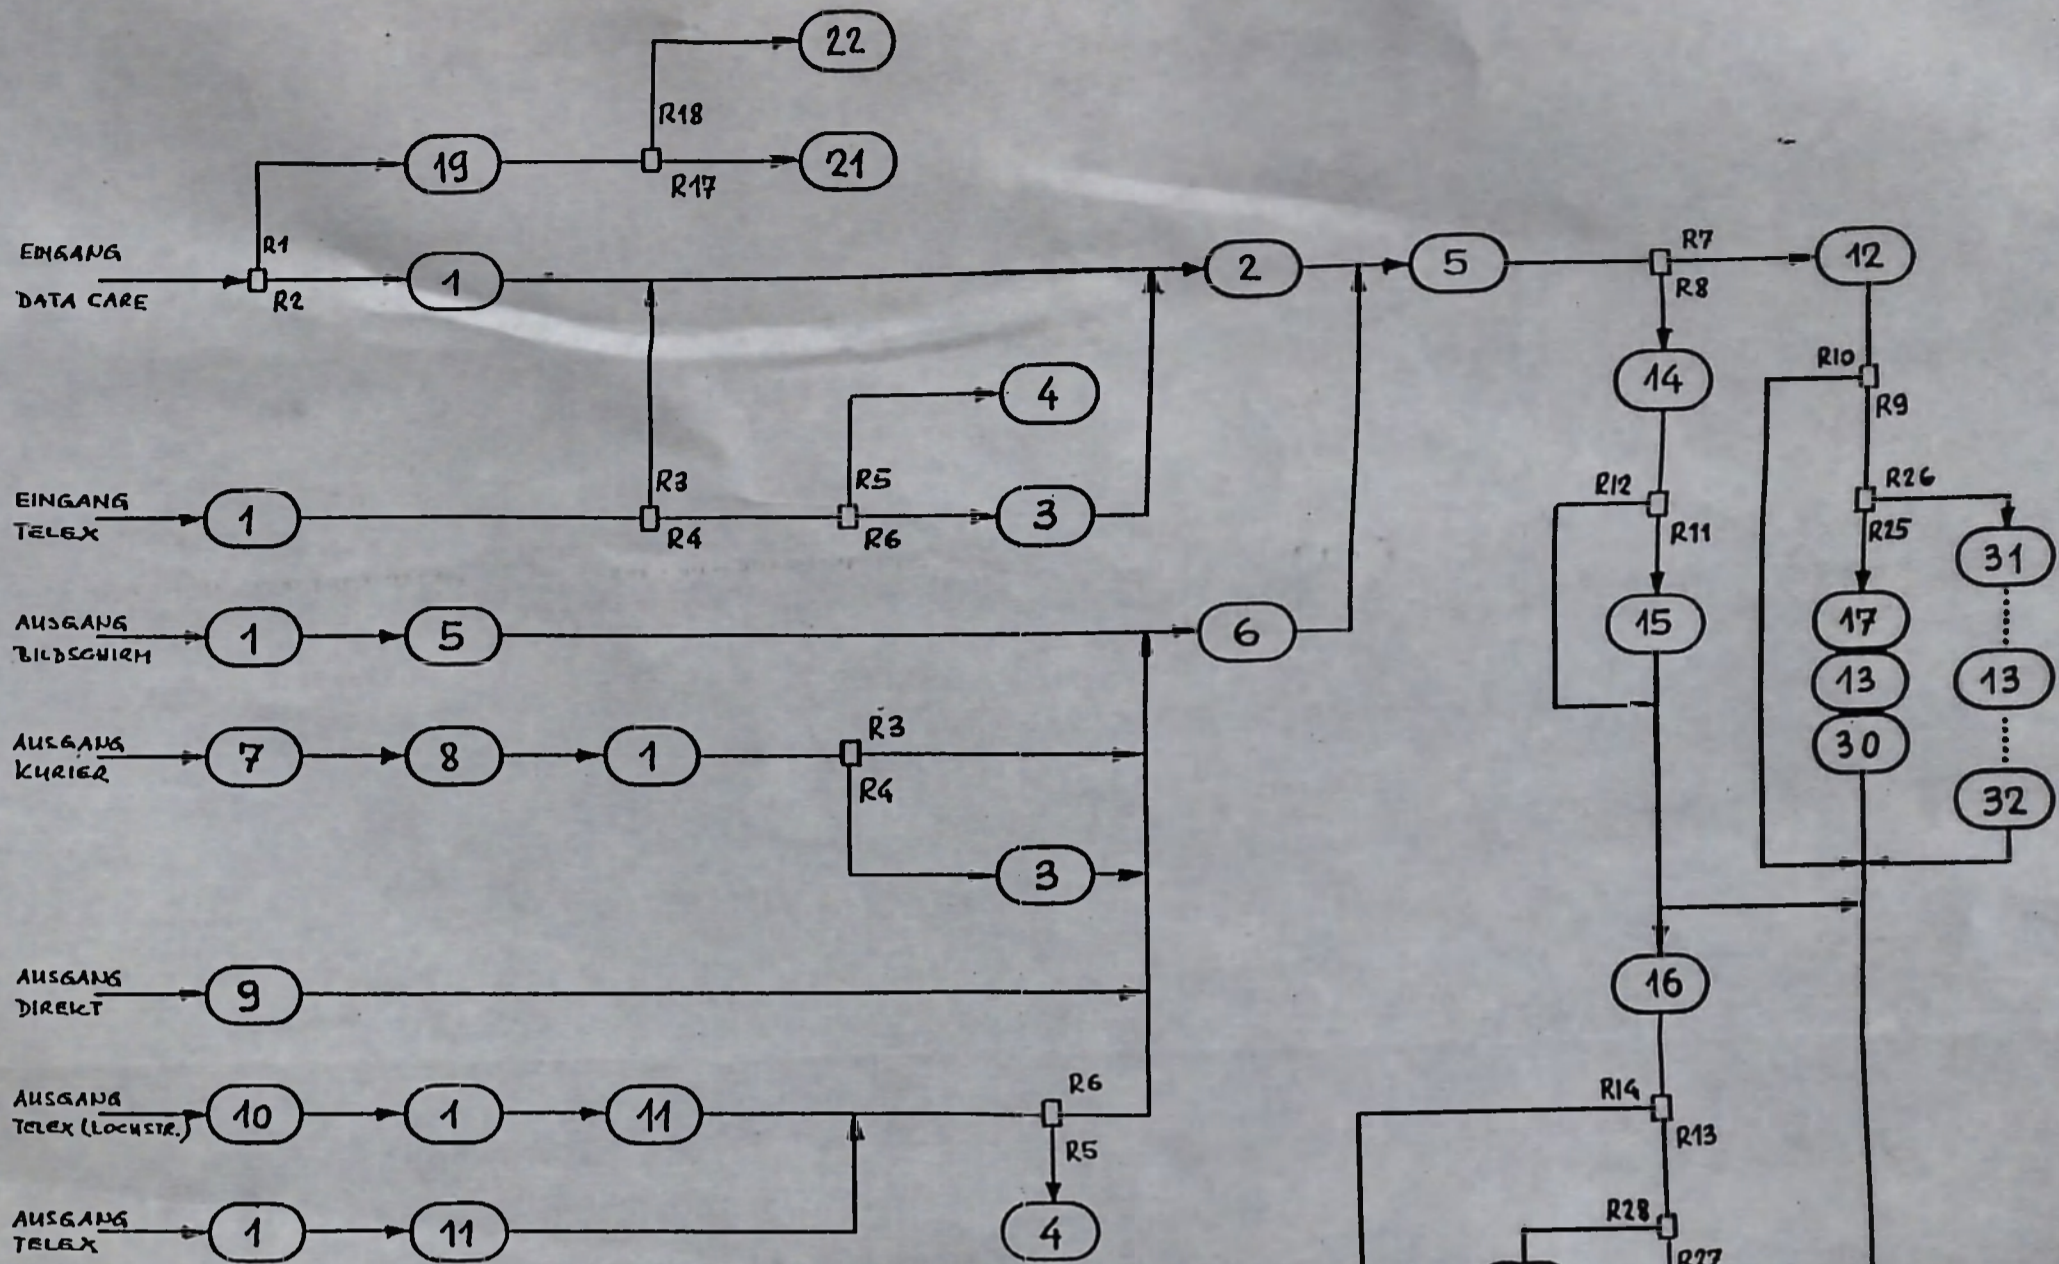 22
R18
19
21
R17
EINGANG
R1
DATA CARE
R2
1
2
5
R7
12
R8
14
R10
R9
4
EINGANG
TELEX
1
R3
R4
R5
R6
3
R12
R11
R26
R25
31
AUSGANG
BILDSCHIRM
1
5
6
15
17
13
30
13
32
AUSGANG
KURIER
7
8
1
R3
R4
3
AUSGANG
DIREKT
9
16
AUSGANG
TELEX (LOCHSTR.)
10
1
11
R6
R5
R14
R13
AUSGANG
TELEX
1
11
4
R28
R27